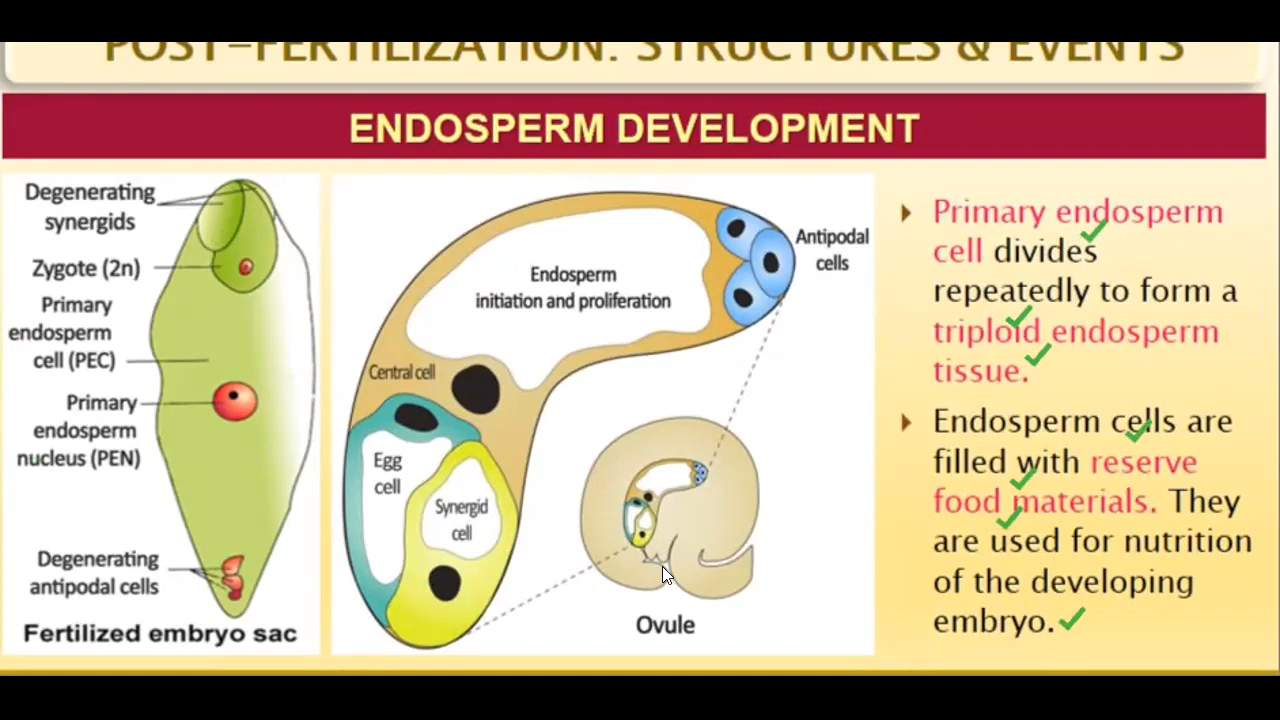 POST-FERTILIZATION: STRUCTURES & EVENTS
ENDOSPERM DEVELOPMENT
Degenerating
synergids
Zygote (2n)
Primary
endosperm
cell (PEC)
Primary
endosperm
nucleus (PEN)
Degenerating
antipodal cells
Fertilized embryo sac
Endosperm
initiation and proliferation
Antipodal
cells
Central cell
Egg
cell
Synergid
cell
Ovule
Primary endosperm
cell divides
repeatedly to form a
triploid endosperm
tissue.
Endosperm cells are
filled with reserve
food materials. They
are used for nutrition
of the developing
embryo.